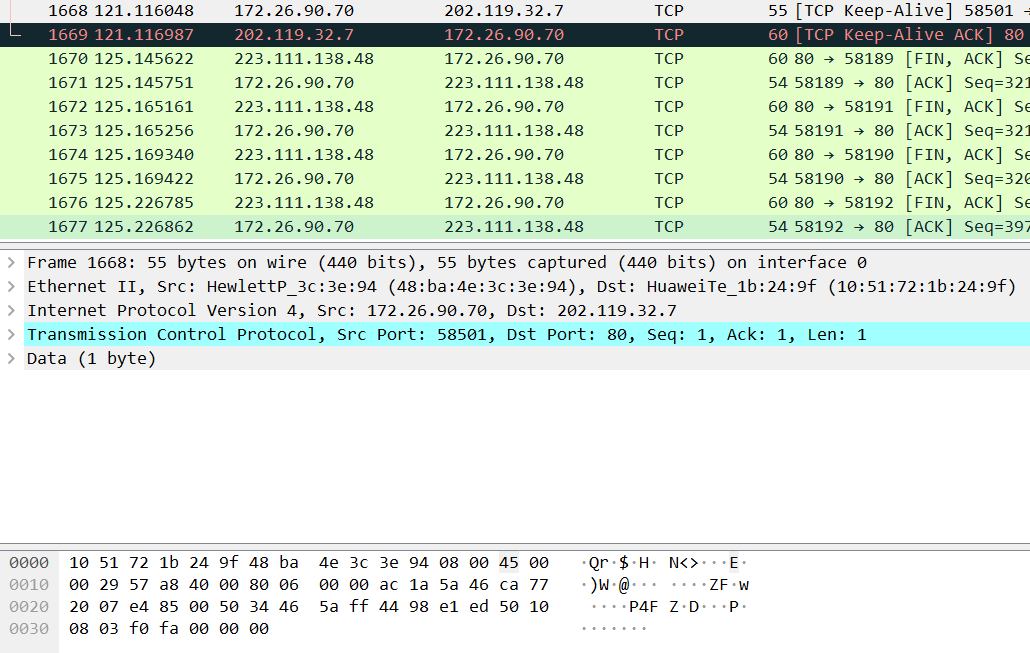 1668 121.116048 172.26.90.70 202.119.32.7 TCP 55 [TCP Keep-Alive] 58501 →
1669 121.116987 202.119.32.7 172.26.90.70 TCP 60 [TCP Keep-Alive ACK] 80
1670 125.145622 223.111.138.48 172.26.90.70 TCP 60 80 → 58189 [FIN, ACK] Se
1671 125.145751 172.26.90.70 223.111.138.48 TCP 54 58189 → 80 [ACK] Seq=321
1672 125.165161 223.111.138.48 172.26.90.70 TCP 60 80 → 58191 [FIN, ACK] Se
1673 125.165256 172.26.90.70 223.111.138.48 TCP 54 58191 → 80 [ACK] Seq=321
1674 125.169340 223.111.138.48 172.26.90.70 TCP 60 80 → 58190 [FIN, ACK] Se
1675 125.169422 172.26.90.70 223.111.138.48 TCP 54 58190 → 80 [ACK] Seq=320
1676 125.226785 223.111.138.48 172.26.90.70 TCP 60 80 → 58192 [FIN, ACK] Se
1677 125.226862 172.26.90.70 223.111.138.48 TCP 54 58192 → 80 [ACK] Seq=397
Frame 1668: 55 bytes on wire (440 bits), 55 bytes captured (440 bits) on interface 0
Ethernet II, Src: HewlettP_3c:3e:94 (48:ba:4e:3c:3e:94), Dst: HuaweiTe_1b:24:9f (10:51:72:1b:24:9f)
Internet Protocol Version 4, Src: 172.26.90.70, Dst: 202.119.32.7
Transmission Control Protocol, Src Port: 58501, Dst Port: 80, Seq: 1, Ack: 1, Len: 1
Data (1 byte)
0000 10 51 72 1b 24 9f 48 ba 4e 3c 3e 94 08 00 45 00 ·Qr·$·H· N<>···E·
0010 00 29 57 a8 40 00 80 06 00 00 ac 1a 5a 46 ca 77 ·)W·@··· ····ZF·w
0020 20 07 e4 85 00 50 34 46 5a ff 44 98 e1 ed 50 10 ····P4F Z·D···P·
0030 08 03 f0 fa 00 00 00 ·······